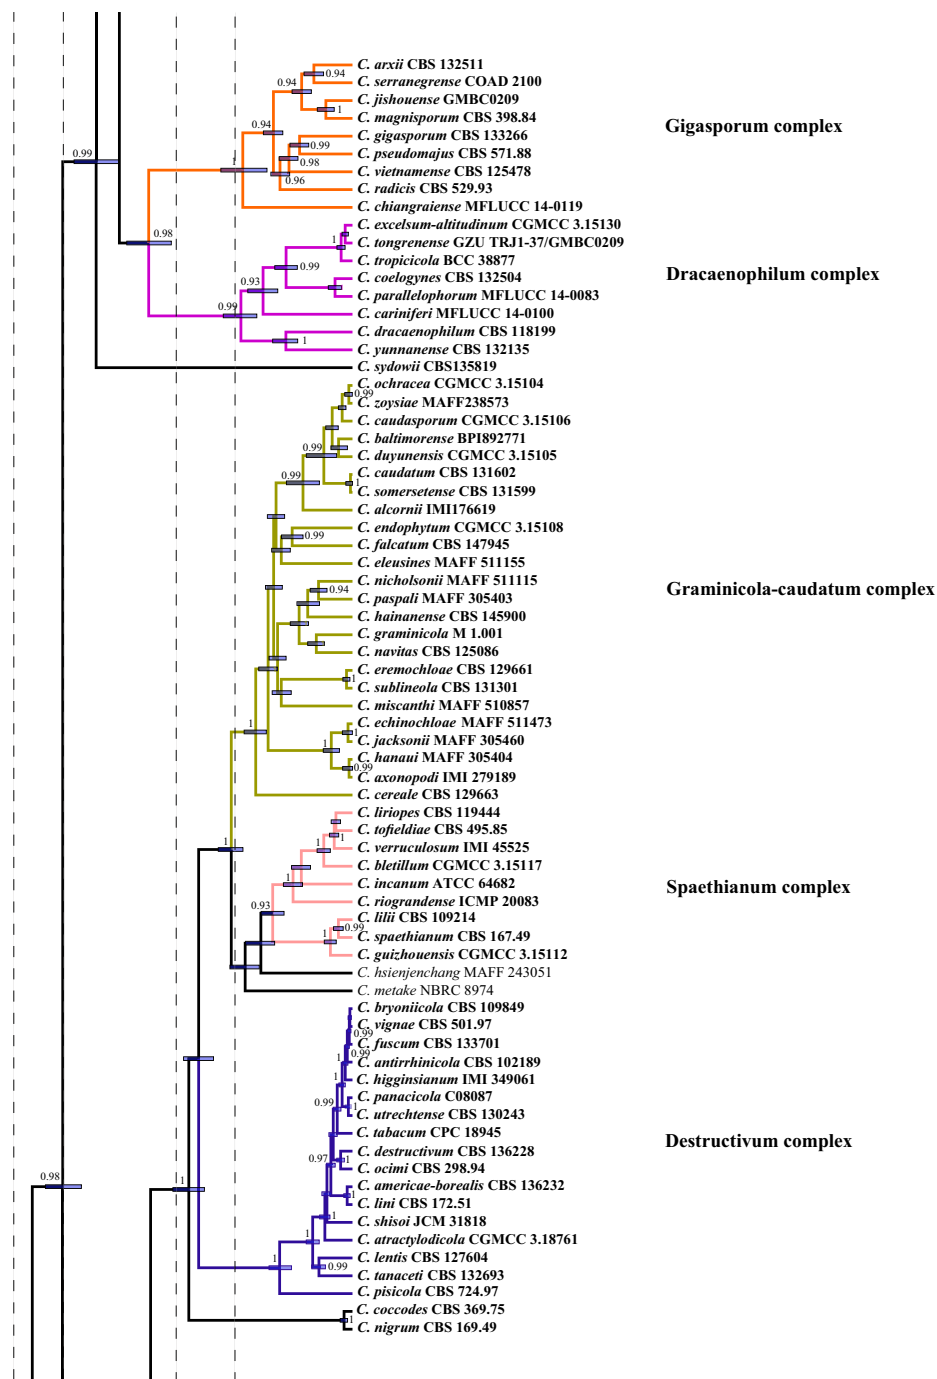 C. arxii CBS 132511
0.94
0.94
C. serranegrense COAD 2100
C. jishouense GMBC0209
1
C. magnisporum CBS 398.84
Gigasporum complex
0.94
C. gigasporum CBS 133266
0.99
C. pseudomajus CBS 571.88
0.99
1
0.98
C. vietnamense CBS 125478
0.96
C. radicis CBS 529.93
C. chiangraiense MFLUCC 14-0119
C. excelsum-altitudinum CGMCC 3.15130
0.98
1
C. tongrenense GZU TRJ1-37/GMBC0209
C. tropicicola BCC 38877
0.99
Dracaenophilum complex
C. coelogynes CBS 132504
0.93
C. parallelophorum MFLUCC 14-0083
0.99
C. cariniferi MFLUCC 14-0100
C. dracaenophilum CBS 118199
1
C. yunnanense CBS 132135
C. sydowii CBS135819
C. ochracea CGMCC 3.15104
0.99
C. zoysiae MAFF238573
C. caudasporum CGMCC 3.15106
C. baltimorense BPI892771
0.99
C. duyunensis CGMCC 3.15105
C. caudatum CBS 131602
0.99
1
C. somersetense CBS 131599
C. alcornii IMI176619
C. endophytum CGMCC 3.15108
0.99
C. falcatum CBS 147945
C. eleusines MAFF 511155
C. nicholsonii MAFF 511115
0.94
Graminicola-caudatum complex
C. paspali MAFF 305403
C. hainanense CBS 145900
C. graminicola M 1.001
C. navitas CBS 125086
C. eremochloae CBS 129661
1
C. sublineola CBS 131301
C. miscanthi MAFF 510857
1
C. echinochloae MAFF 511473
1
1
C. jacksonii MAFF 305460
C. hanaui MAFF 305404
0.99
C. axonopodi IMI 279189
C. cereale CBS 129663
C. liriopes CBS 119444
C. tofieldiae CBS 495.85
1
1
1
C. verruculosum IMI 45525
C. bletillum CGMCC 3.15117
1
C. incanum ATCC 64682
Spaethianum complex
C. riograndense ICMP 20083
0.93
C. lilii CBS 109214
0.99
1
C. spaethianum CBS 167.49
C. guizhouensis CGMCC 3.15112
C. hsienjenchang MAFF 243051
C. metake NBRC 8974
C. bryoniicola CBS 109849
C. vignae CBS 501.97
0.99
C. fuscum CBS 133701
0.99
1
C. antirrhinicola CBS 102189
1
C. higginsianum IMI 349061
C. panacicola C08087
0.99
1
C. utrechtense CBS 130243
C. tabacum CPC 18945
Destructivum complex
C. destructivum CBS 136228
0.97
1
C. ocimi CBS 298.94
0.98
1
C. americae-borealis CBS 136232
1
C. lini CBS 172.51
1
C. shisoi JCM 31818
1
C. atractylodicola CGMCC 3.18761
1
C. lentis CBS 127604
0.99
C. tanaceti CBS 132693
C. pisicola CBS 724.97
C. coccodes CBS 369.75
1
C. nigrum CBS 169.49